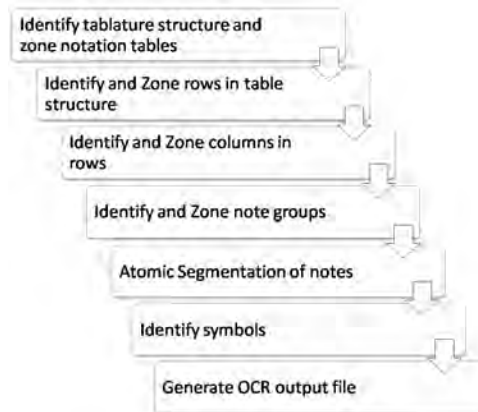 Identify tablature structure and
zone notation tables
Identify and Zone rows in table
structure
Identify and Zone columns in
rows
Identify and Zone note groups
Atomic Segmentation of notes
Identify symbols
Generate OCR output file